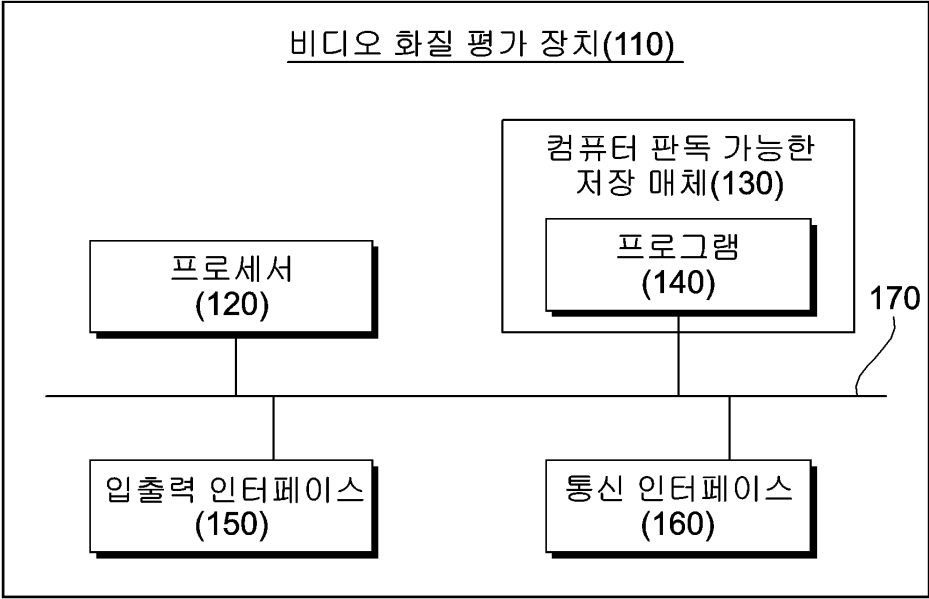 비디오 화질 평가 장치(110)
컴퓨터 판독 가능한
저장 매체(130)
프로세서
(120)
프로그램
(140)
170
입출력 인터페이스
(150)
통신 인터페이스
(160)